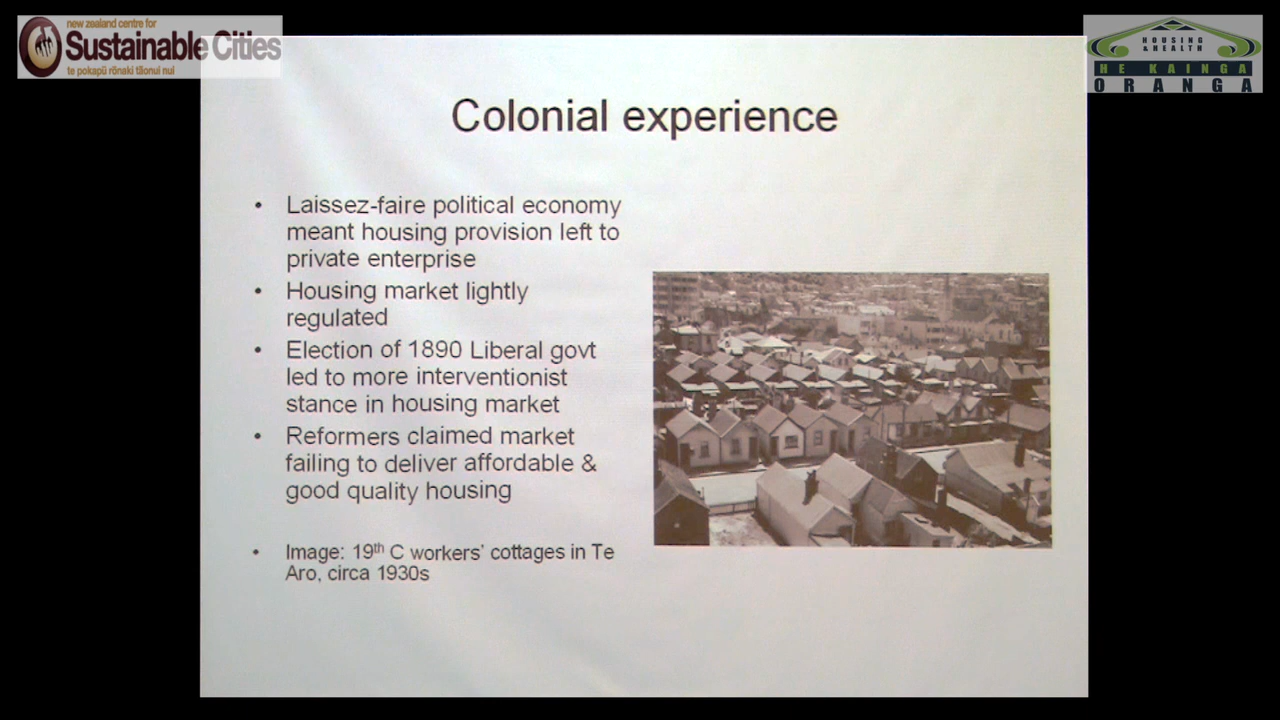 new zealand centre for
Sustainable Cities
te pokapū rōnaki tāonui nui
HOUSING
& HEALTH
HE KAINGA
ORANGA
Colonial experience
• Laissez-faire political economy
meant housing provision left to
private enterprise
• Housing market lightly
regulated
• Election of 1890 Liberal govt
led to more interventionist
stance in housing market
• Reformers claimed market
failing to deliver affordable &
good quality housing
• Image: 19th C workers' cottages in Te
Aro, circa 1930s